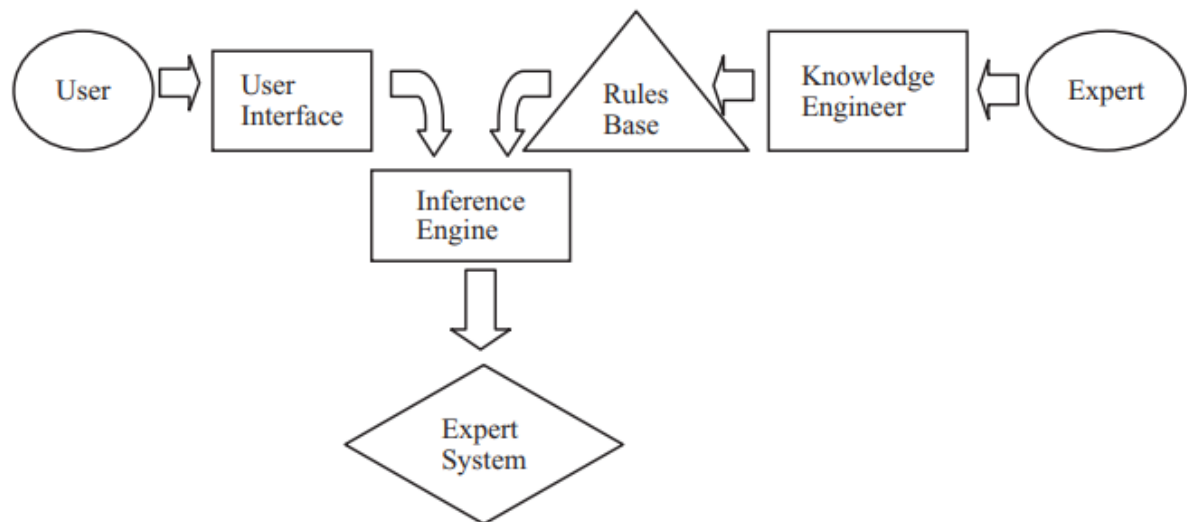 User
User
Interface
Rules
Base
Knowledge
Engineer
Expert
Inference
Engine
Expert
System